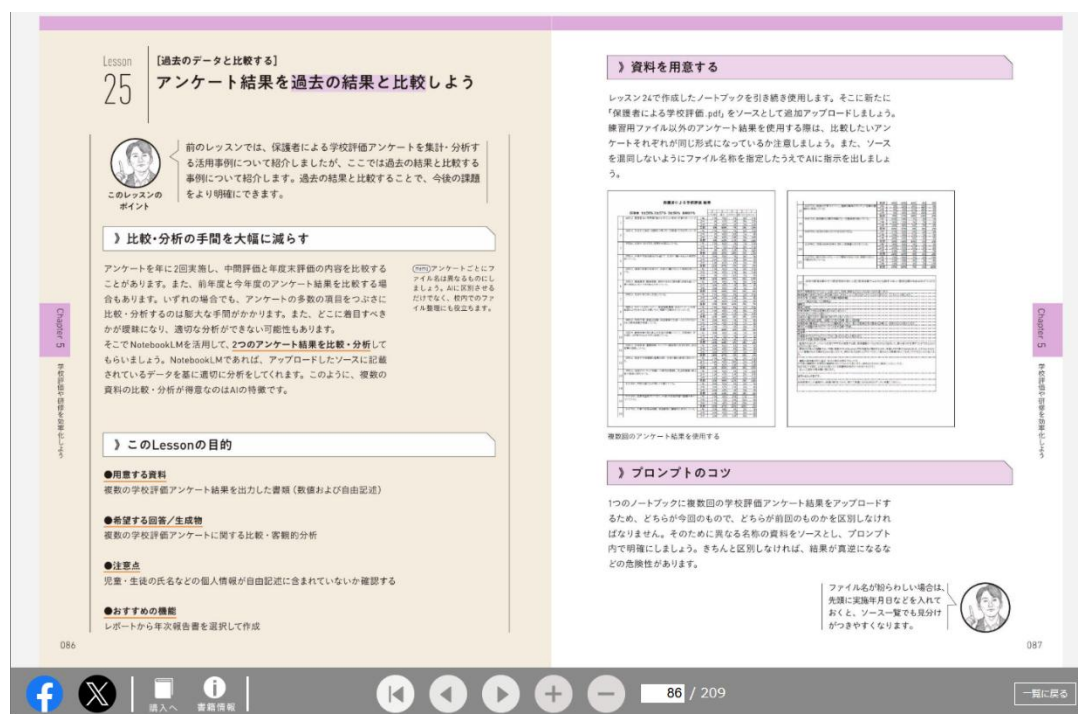 Lesson
25
[過去のデータと比較する]
アンケート結果を過去の結果と比較しよう
このレッスンの
ポイント
前のレッスンでは、保護者による学校評価アンケートを集計・分析す
る活用事例について紹介しましたが、ここでは過去の結果と比較する
事例について紹介します。過去の結果と比較することで、今後の課題
をより明確にできます。
》比較・分析の手間を大幅に減らす
アンケートを年に2回実施し、中間評価と年度末評価の内容を比較する
ことがあります。また、前年度と今年度のアンケート結果を比較する場
合もあります。いずれの場合でも、アンケートの多数の項目をつぶさに
比較・分析するのは膨大な手間がかかります。また、どこに着目すべき
かが曖昧になり、適切な分析ができない可能性もあります。
そこでNotebookLMを活用して、2つのアンケート結果を比較・分析して
もらいましょう。NotebookLMであれば、アップロードしたソースに記載
されているデータを基に適切に分析をしてくれます。このように、複数の
資料の比較・分析が得意なのはAIの特徴です。
memo アンケートごとにフ
ァイル名は異なるものにし
ましょう。AIに区別させる
だけでなく、校内でのファ
イル整理にも役立ちます。
》このLessonの目的
●用意する資料
複数の学校評価アンケート結果を出力した書類（数値および自由記述）
●希望する回答/生成物
複数の学校評価アンケートに関する比較・客観的分析
●注意点
児童・生徒の氏名などの個人情報が自由記述に含まれていないか確認する
●おすすめの機能
レポートから年次報告書を選択して作成
Chapter 5
学校評価や研修を効率化しよう
086
》資料を用意する
レッスン24で作成したノートブックを引き続き使用します。そこに新たに
「保護者による学校評価.pdf」をソースとして追加アップロードしましょう。
練習用ファイル以外のアンケート結果を使用する際は、比較したいアン
ケートそれぞれが同じ形式になっているか注意しましょう。また、ソース
を混同しないようにファイル名称を指定したうえでAIに指示を出しましょ
う。
保護者による学校評価 結果
複数回のアンケート結果を使用する
》プロンプトのコツ
1つのノートブックに複数回の学校評価アンケート結果をアップロードす
るため、どちらが今回のもので、どちらが前回のものかを区別しなけれ
ばなりません。そのために異なる名称の資料をソースとし、プロンプト
内で明確にしましょう。きちんと区別しなければ、結果が真逆になるな
どの危険性があります。
ファイル名が紛らわしい場合は、
先頭に実施年月日などを入れて
おくと、ソース一覧でも見分け
がつきやすくなります。
Chapter 5
学校評価や研修を効率化しよう
087
購入へ
書籍情報
86 / 209
一覧に戻る